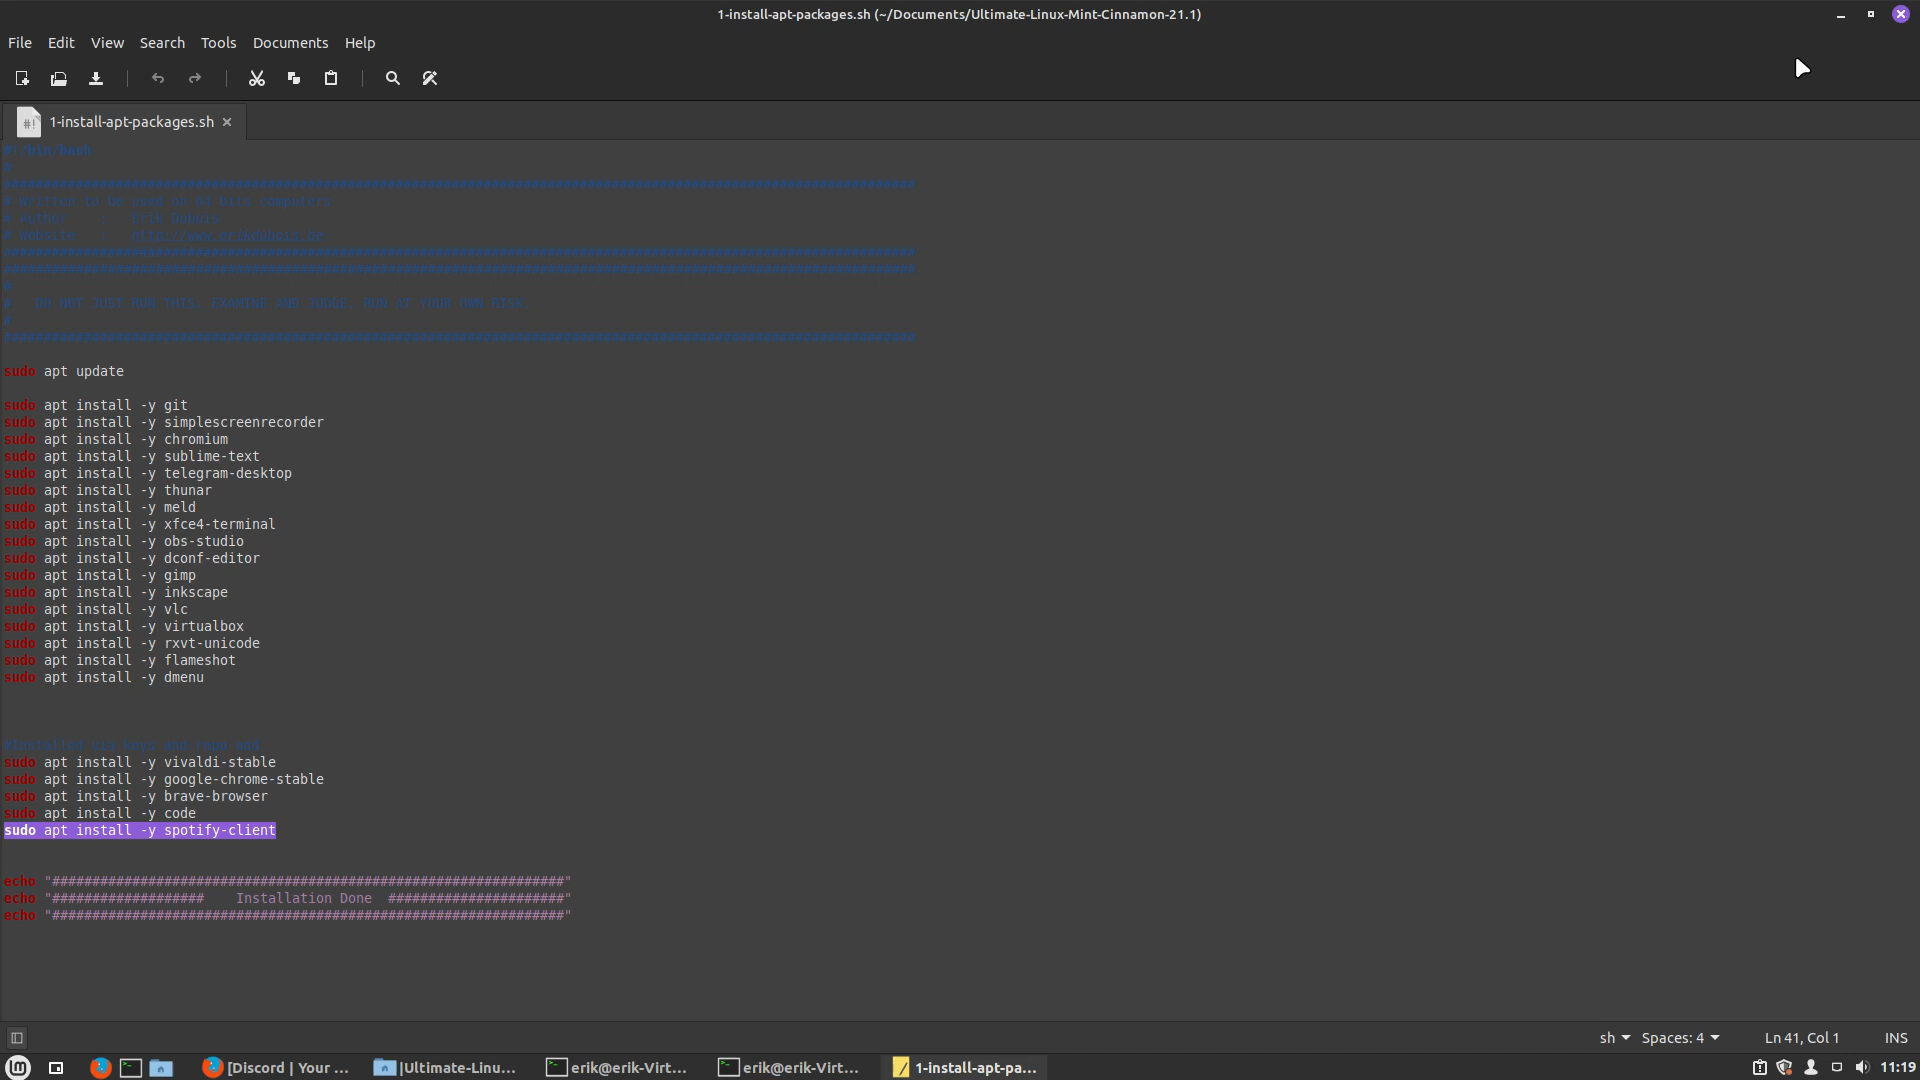 1-install-apt-packages.sh (~/Documents/Ultimate-Linux-Mint-Cinnamon-21.1)
File Edit View Search Tools Documents Help
1-install-apt-packages.sh
#!/bin/bash
#
##################################################################################################################
# Written to be used on 64 bits computers
# Author : Erik Dubois
# Website : http://www.erikdubois.be
##################################################################################################################
##################################################################################################################
#
# DO NOT JUST RUN THIS. EXAMINE AND JUDGE. RUN AT YOUR OWN RISK.
#
##################################################################################################################
sudo apt update
sudo apt install -y git
sudo apt install -y simplescreenrecorder
sudo apt install -y chromium
sudo apt install -y sublime-text
sudo apt install -y telegram-desktop
sudo apt install -y thunar
sudo apt install -y meld
sudo apt install -y xfce4-terminal
sudo apt install -y obs-studio
sudo apt install -y dconf-editor
sudo apt install -y gimp
sudo apt install -y inkscape
sudo apt install -y vlc
sudo apt install -y virtualbox
sudo apt install -y rxvt-unicode
sudo apt install -y flameshot
sudo apt install -y dmenu
#Installed via keys and repo add
sudo apt install -y vivaldi-stable
sudo apt install -y google-chrome-stable
sudo apt install -y brave-browser
sudo apt install -y code
sudo apt install -y spotify-client
echo "################################################################"
echo "###################    Installation Done  ######################"
echo "################################################################"
sh Spaces: 4 Ln 41, Col 1 INS
[Discord | Your ... |Ultimate-Linu... erik@erik-Virt... erik@erik-Virt... 1-install-apt-pa... 11:19